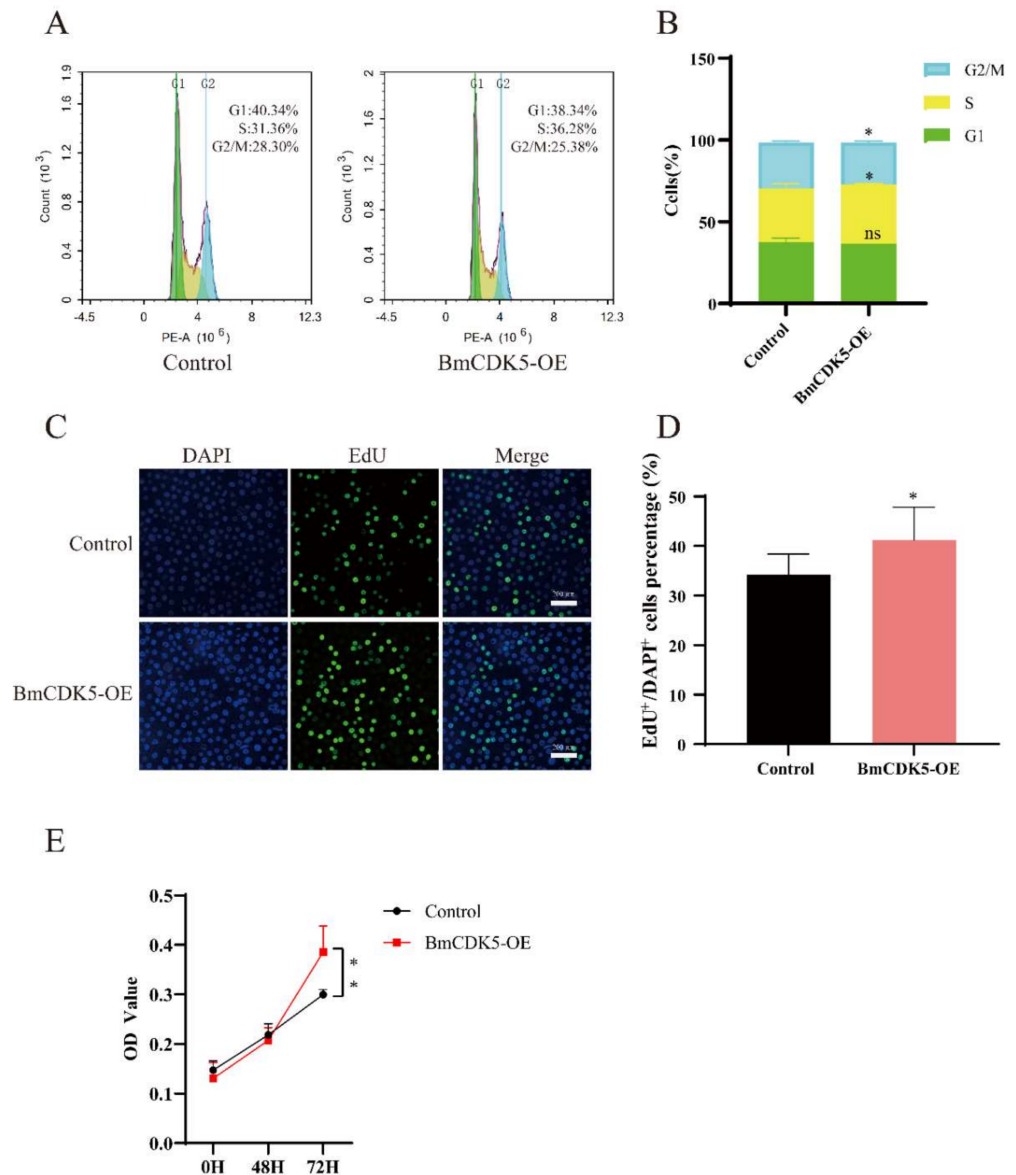 A
1.9
1.6
1.2
0.8
0.4
0
Count (10^3)
G1 G2
G1:40.34%
S:31.36%
G2/M:28.30%
-4.5 0 4 8 12.3
PE-A (10^6)
Control
2
1.6
1.2
0.8
0.4
0
Count (10^3)
G1 G2
G1:38.34%
S:36.28%
G2/M:25.38%
-4.5 0 4 8 12.3
PE-A (10^6)
BmCDK5-OE
B
150
100
50
0
Cells(%)
*
*
ns
G2/M
S
G1
Control
BmCDK5-OE
C
DAPI EdU Merge
Control
200 μm
BmCDK5-OE
200 μm
D
EdU+/DAPI+ cells percentage (%)
50
40
30
20
10
0
*
Control BmCDK5-OE
E
OD Value
0.5
0.4
0.3
0.2
0.1
0.0
**
Control
BmCDK5-OE
0H 48H 72H